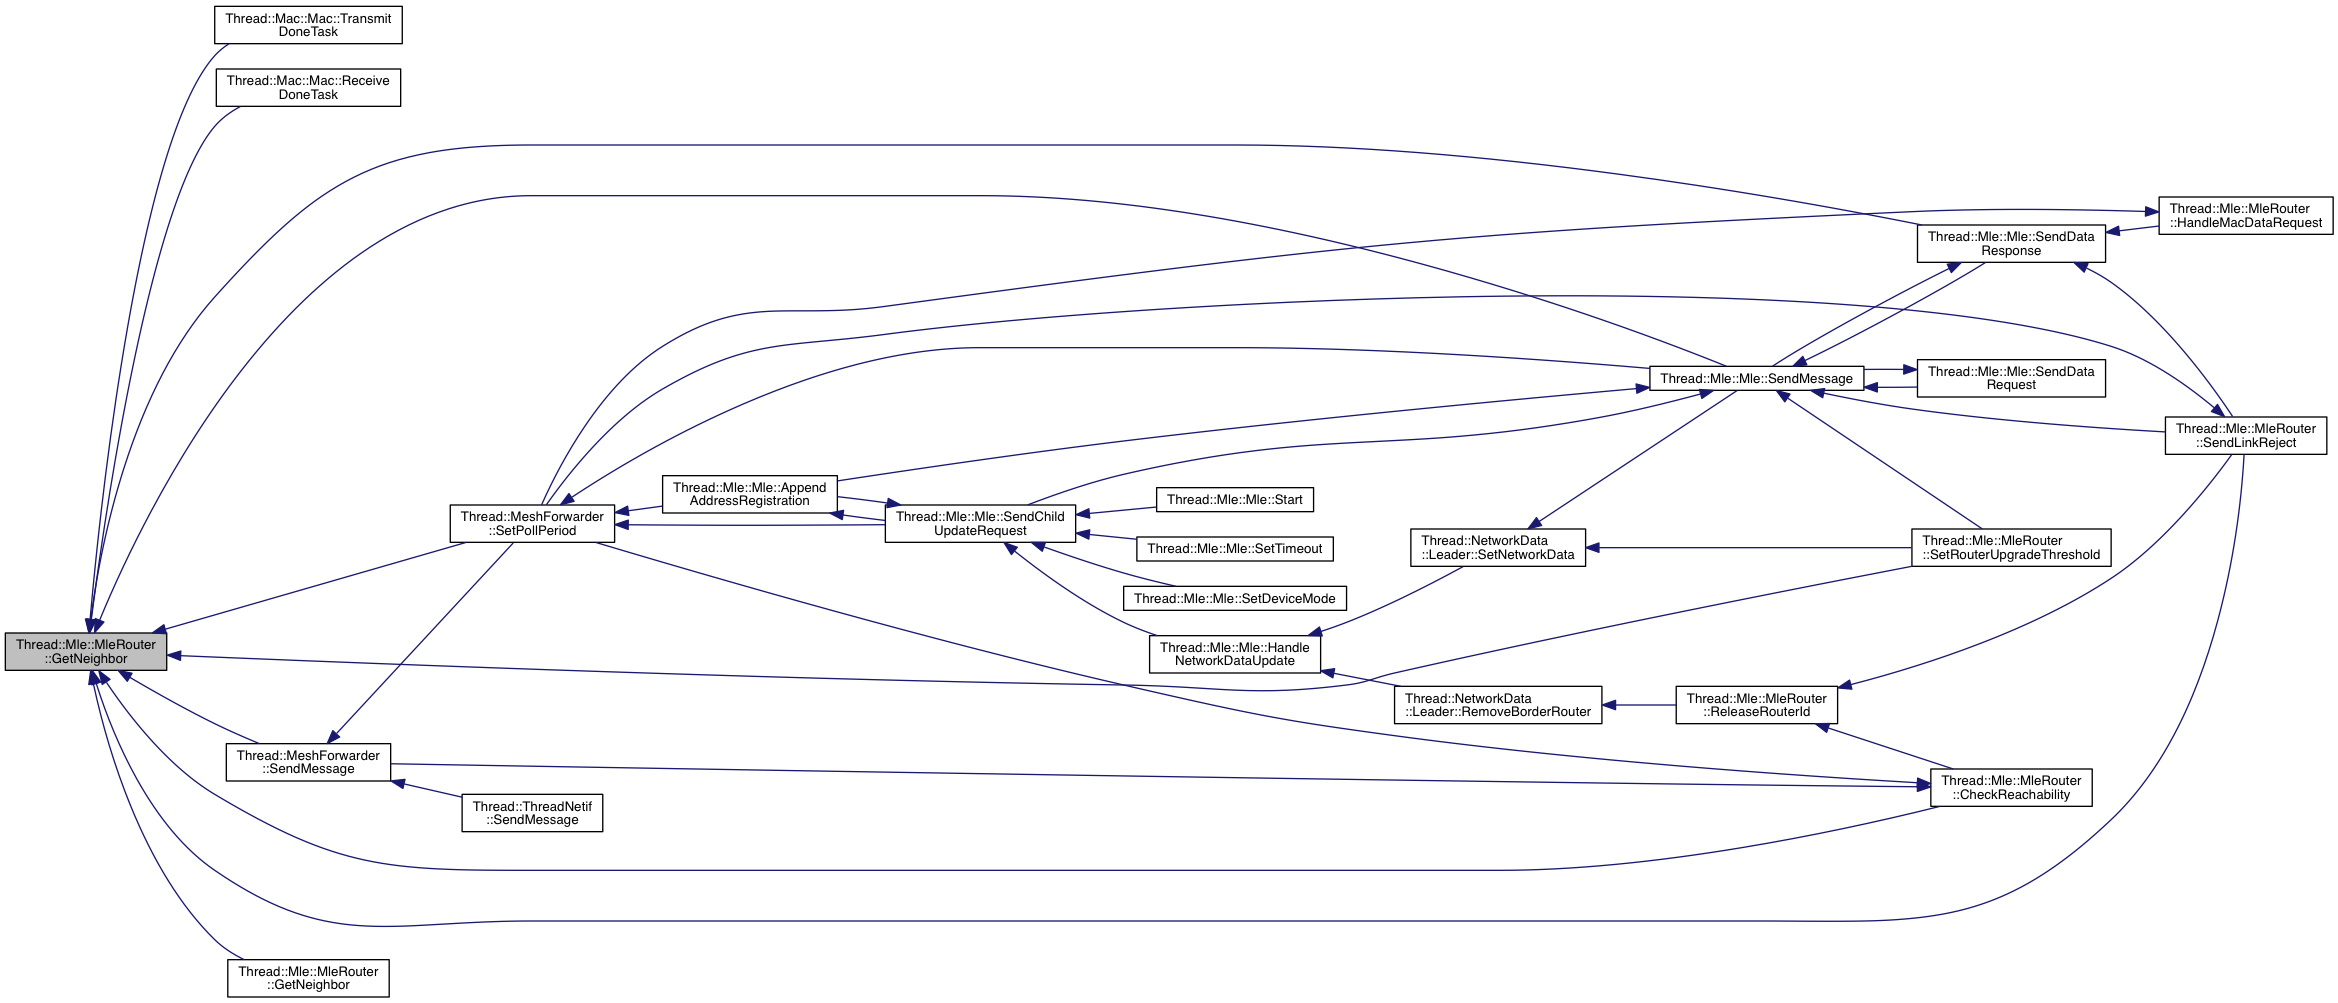 Thread::Mac::Mac::Transmit
DoneTask
Thread::Mac::Mac::Receive
DoneTask
Thread::Mle::MleRouter
::HandleMacDataRequest
Thread::Mle::Mle::SendData
Response
Thread::Mle::Mle::SendMessage
Thread::Mle::Mle::SendData
Request
Thread::Mle::MleRouter
::SendLinkReject
Thread::Mle::Mle::Append
AddressRegistration
Thread::MeshForwarder
::SetPollPeriod
Thread::Mle::Mle::SendChild
UpdateRequest
Thread::Mle::Mle::Start
Thread::Mle::Mle::SetTimeout
Thread::NetworkData
::Leader::SetNetworkData
Thread::Mle::MleRouter
::SetRouterUpgradeThreshold
Thread::Mle::Mle::SetDeviceMode
Thread::Mle::MleRouter
::GetNeighbor
Thread::Mle::Mle::Handle
NetworkDataUpdate
Thread::NetworkData
::Leader::RemoveBorderRouter
Thread::Mle::MleRouter
::ReleaseRouterId
Thread::MeshForwarder
::SendMessage
Thread::Mle::MleRouter
::CheckReachability
Thread::ThreadNetif
::SendMessage
Thread::Mle::MleRouter
::GetNeighbor